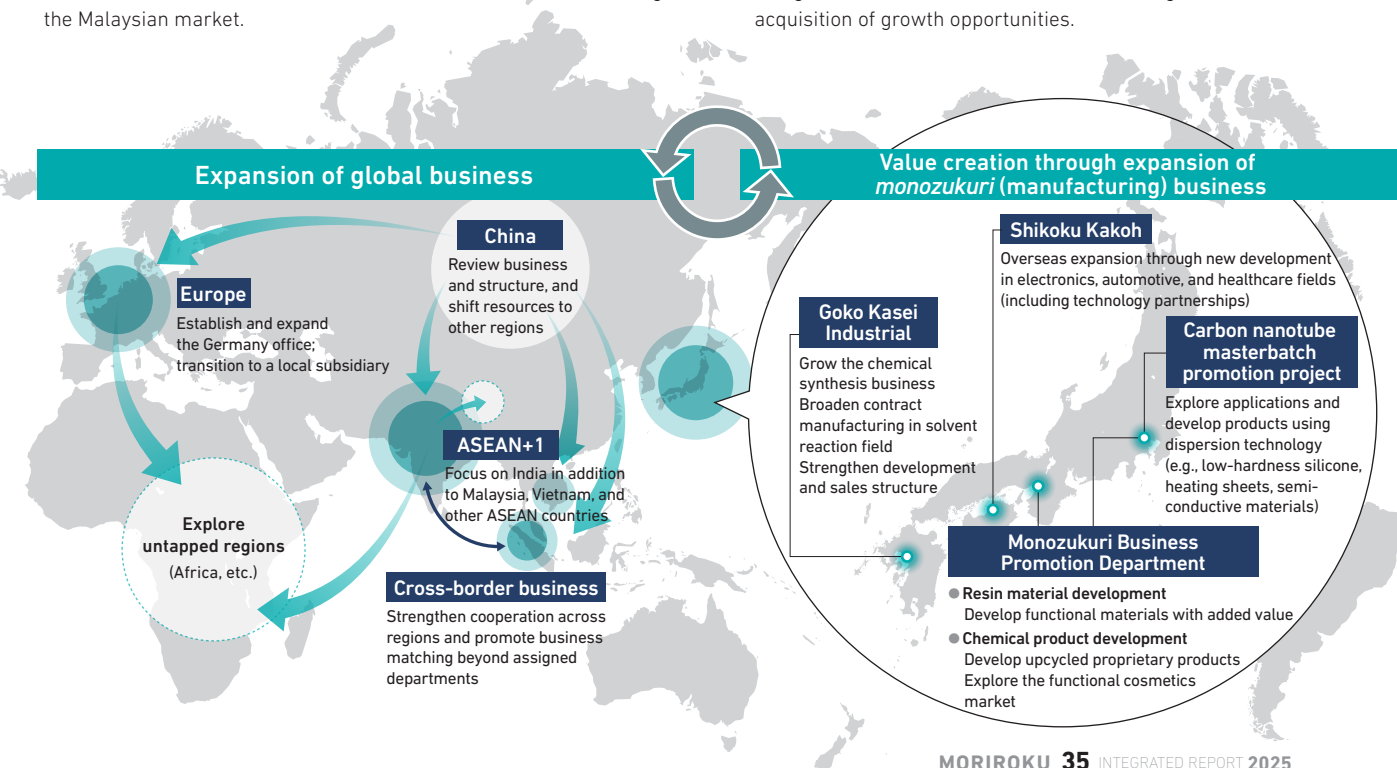 the Malaysian market.
acquisition of growth opportunities.
Expansion of global business
Value creation through expansion of
monozukuri (manufacturing) business
China
Review business
and structure, and
shift resources to
other regions
Europe
Establish and expand
the Germany office;
transition to a local subsidiary
ASEAN+1
Focus on India in addition
to Malaysia, Vietnam, and
other ASEAN countries
Explore
untapped regions
(Africa, etc.)
Cross-border business
Strengthen cooperation across
regions and promote business
matching beyond assigned
departments
Shikoku Kakoh
Overseas expansion through new development
in electronics, automotive, and healthcare fields
(including technology partnerships)
Goko Kasei
Industrial
Grow the chemical
synthesis business
Broaden contract
manufacturing in solvent
reaction field
Strengthen development
and sales structure
Carbon nanotube
masterbatch
promotion project
Explore applications and
develop products using
dispersion technology
(e.g., low-hardness silicone,
heating sheets, semi-
conductive materials)
Monozukuri Business
Promotion Department
● Resin material development
Develop functional materials with added value
● Chemical product development
Develop upcycled proprietary products
Explore the functional cosmetics
market
MORIROKU 35 INTEGRATED REPORT 2025